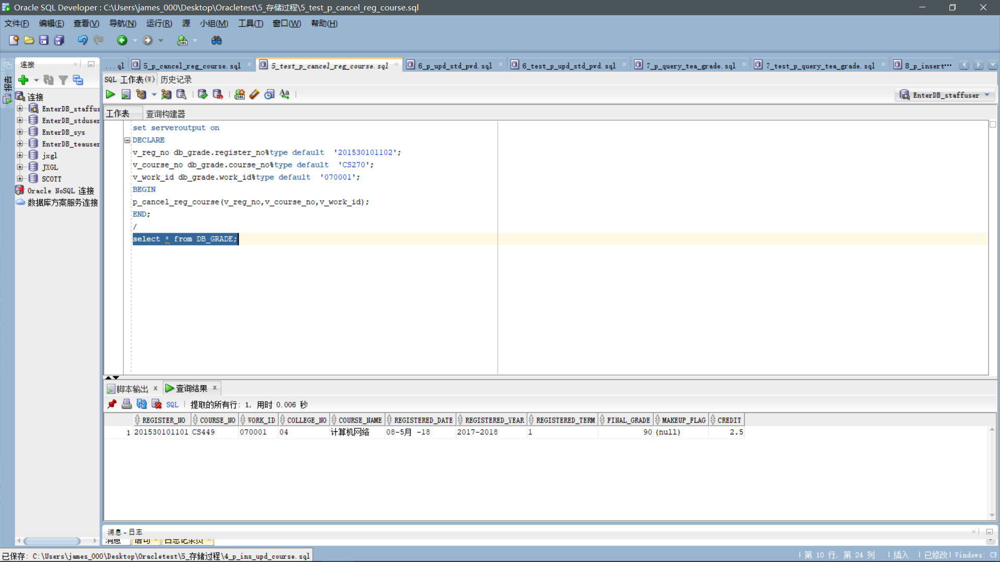 Oracle SQL Developer : C:\Users\james_000\Desktop\Oracletest\5_存储过程\5_test_p_cancel_reg_course.sql
文件(F) 编辑(E) 查看(V) 导航(N) 运行(R) 源 小组(M) 工具(T) 窗口(W) 帮助(H)
连接
...ql 5_p_cancel_reg_course.sql 5_test_p_cancel_reg_course.sql 6_p_upd_std_pwd.sql 6_test_p_upd_std_pwd.sql 7_p_query_tea_grade.sql 7_test_p_query_tea_grade.sql 8_p_insert…
报告
SQL 工作表(W) 历史记录
EnterDB_staffuser
连接
EnterDB_staffus
EnterDB_stduser
EnterDB_sys
EnterDB_teauser
jxgl
JXGL
SCOTT
Oracle NoSQL 连接
数据库方案服务连接
工作表 查询构建器
set serveroutput on
DECLARE
v_reg_no db_grade.register_no%type default  '201530101102';
v_course_no db_grade.course_no%type default  'CS270';
v_work_id db_grade.work_id%type default  '070001';
BEGIN
p_cancel_reg_course(v_reg_no,v_course_no,v_work_id);
END;
/
select * from DB_GRADE;
脚本输出 x 查询结果 x
SQL 提取的所有行: 1, 用时 0.006 秒
REGISTER_NO COURSE_NO WORK_ID COLLEGE_NO COURSE_NAME REGISTERED_DATE REGISTERED_YEAR REGISTERED_TERM FINAL_GRADE MAKEUP_FLAG CREDIT
1 201530101101 CS449 070001 04 计算机网络 08-5月 -18 2017-2018 1 90 (null) 2.5
消息 - 日志
消息 语句 日志记录页
已保存: C:\Users\james_000\Desktop\Oracletest\5_存储过程\4_p_ins_upd_course.sql
第 10 行, 第 24 列 插入 已修改 Windows: CR